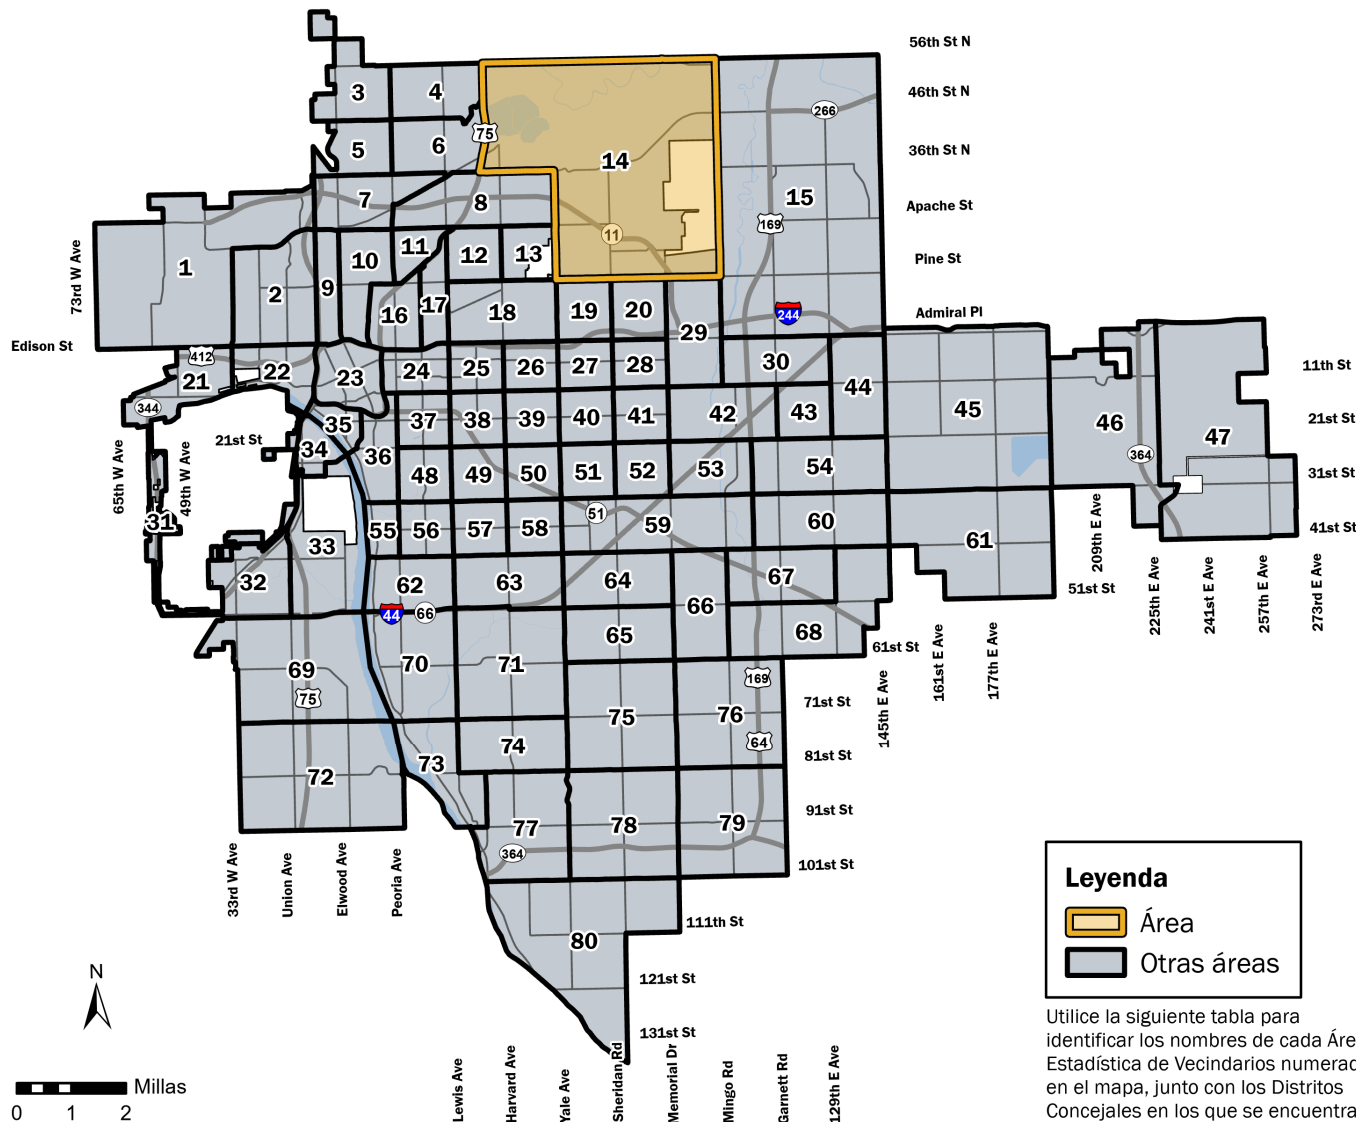 56th St N
46th St N
36th St N
Apache St
Pine St
Admiral Pl
11th St
21st St
31st St
41st St
51st St
61st St
71st St
81st St
91st St
101st St
111th St
121st St
131st St
Edison St
21st St
73rd W Ave
65th W Ave
49th W Ave
33rd W Ave
Union Ave
Elwood Ave
Peoria Ave
Lewis Ave
Harvard Ave
Yale Ave
Sheridan Rd
Memorial Dr
Mingo Rd
Garnett Rd
129th E Ave
145th E Ave
161st E Ave
177th E Ave
209th E Ave
225th E Ave
241st E Ave
257th E Ave
273rd E Ave
1
2
3
4
5
6
7
8
9
10
11
12
13
14
15
16
17
18
19
20
21
22
23
24
25
26
27
28
29
30
31
32
33
34
35
36
37
38
39
40
41
42
43
44
45
46
47
48
49
50
51
52
53
54
55
56
57
58
59
60
61
62
63
64
65
66
67
68
69
70
71
72
73
74
75
76
77
78
79
80
75
266
169
11
244
412
344
364
51
44
66
75
169
64
364
N
Millas
0 1 2
Leyenda
Área
Otras áreas
Utilice la siguiente tabla para
identificar los nombres de cada Áre
Estadística de Vecindarios numerad
en el mapa, junto con los Distritos
Concejales en los que se encuentra